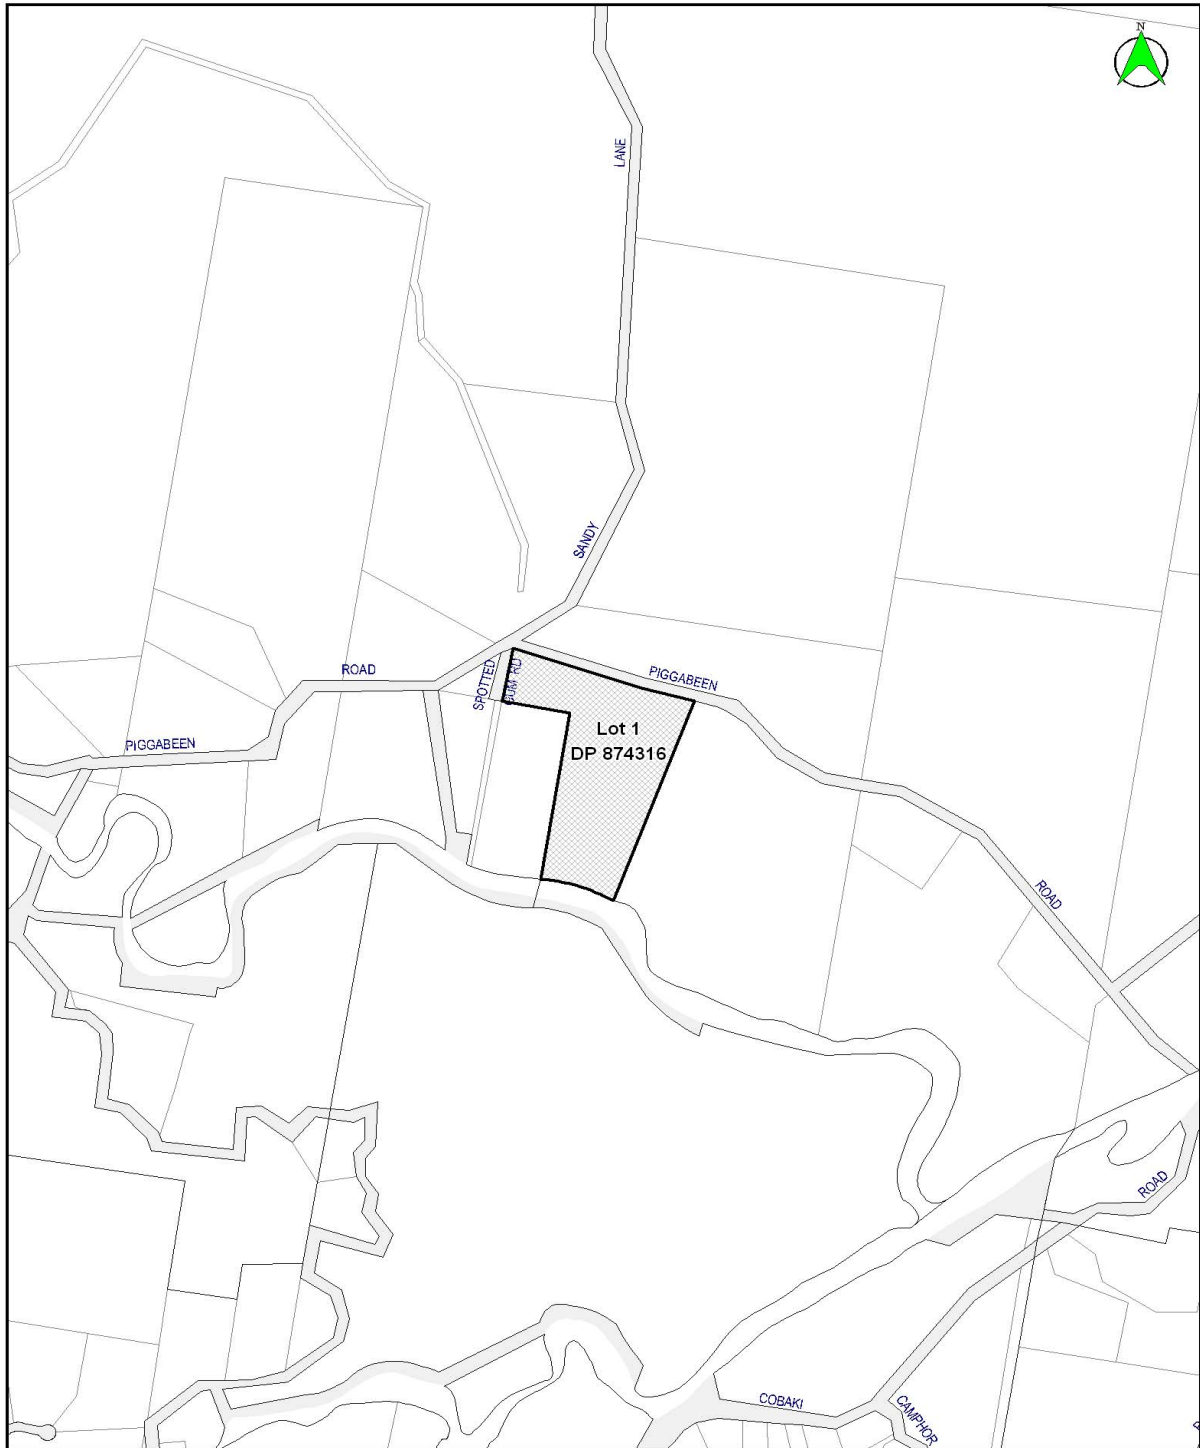 N
LANE
SANDY
ROAD
SPOTTED
GUM RD
PIGGABEEN
Lot 1
DP 874316
PIGGABEEN
ROAD
ROAD
COBAKI
CAMPHOR